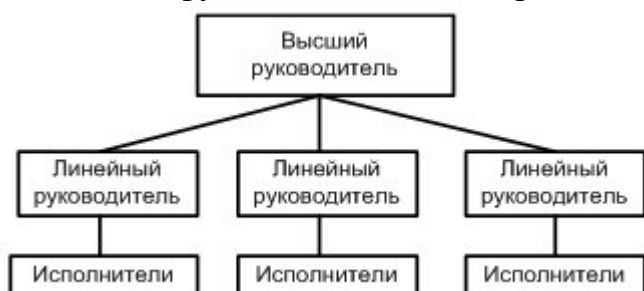 Высший
руководитель
Линейный
руководитель
Линейный
руководитель
Линейный
руководитель
Исполнители
Исполнители
Исполнители